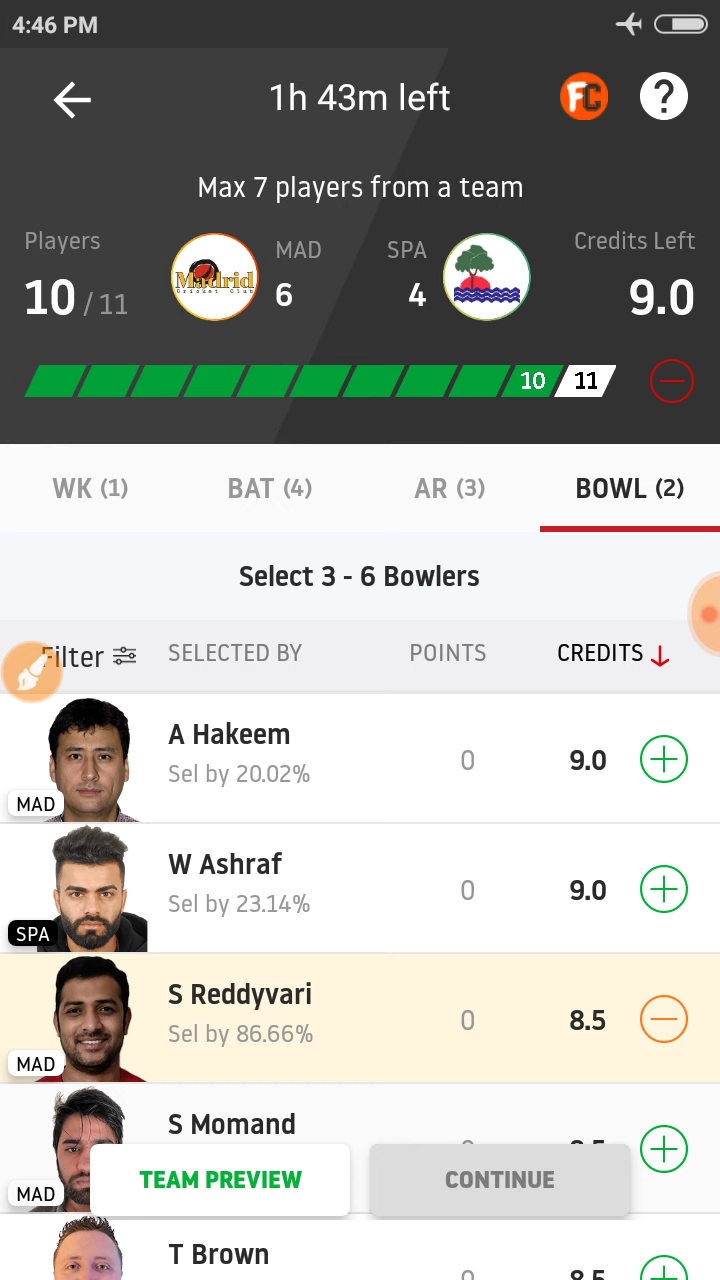 4:46 PM
1h 43m left
FC
?
Max 7 players from a team
Players
MAD
SPA
Credits Left
10 / 11
Madrid
Cricket Club
6
4
9.0
10
11
WK (1)
BAT (4)
AR (3)
BOWL (2)
Select 3 - 6 Bowlers
Filter
SELECTED BY
POINTS
CREDITS
A Hakeem
Sel by 20.02%
0
9.0
MAD
W Ashraf
Sel by 23.14%
0
9.0
SPA
S Reddyvari
Sel by 86.66%
0
8.5
MAD
S Momand
MAD
TEAM PREVIEW
CONTINUE
T Brown